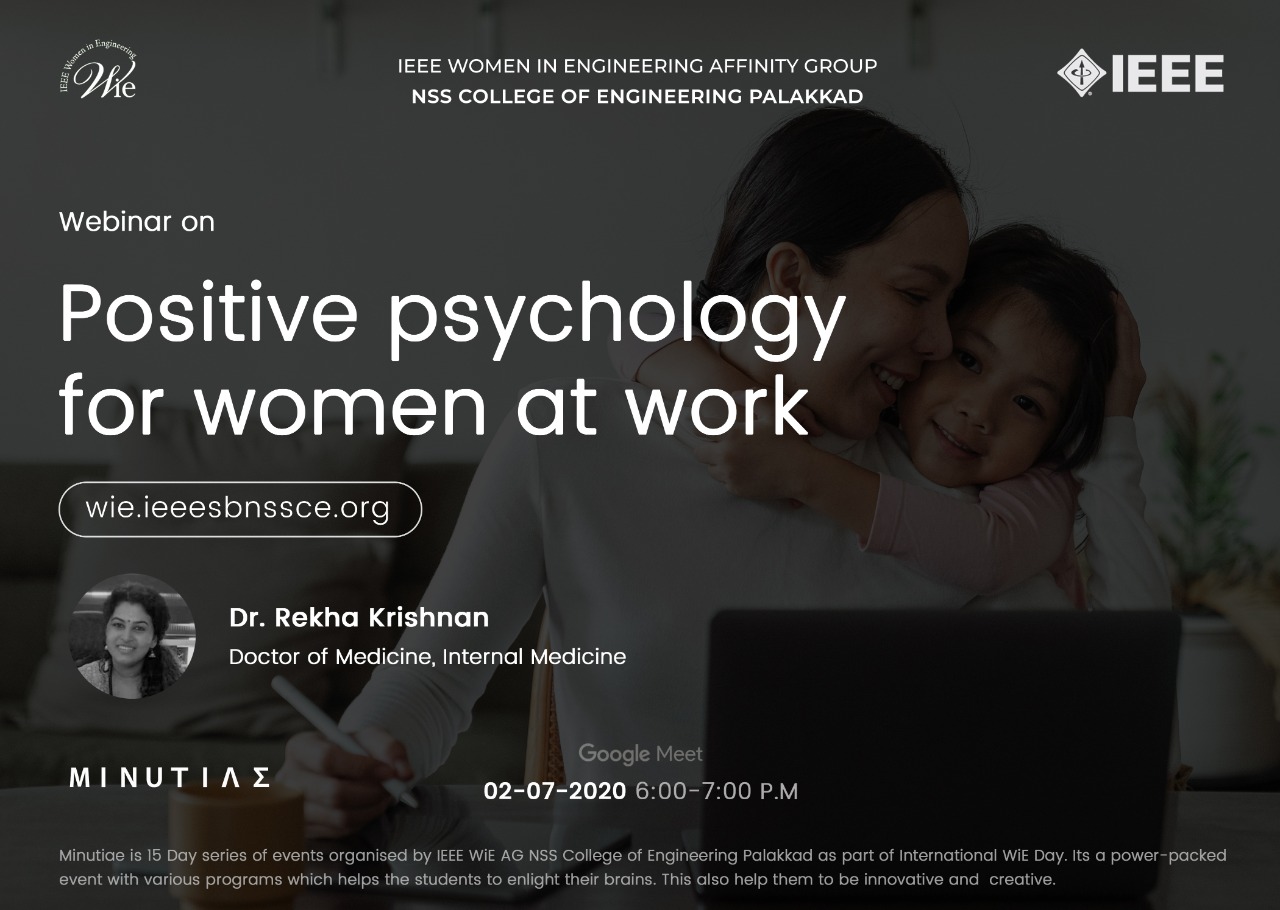 IEEE Women in Engineering
WiE
IEEE WOMEN IN ENGINEERING AFFINITY GROUP
NSS COLLEGE OF ENGINEERING PALAKKAD
IEEE
Webinar on
Positive psychology
for women at work
wie.ieeesbnssce.org
Dr. Rekha Krishnan
Doctor of Medicine, Internal Medicine
MINUTIΛΣ
Google Meet
02-07-2020 6:00-7:00 P.M
Minutiae is 15 Day series of events organised by IEEE WiE AG NSS College of Engineering Palakkad as part of International WiE Day. Its a power-packed
event with various programs which helps the students to enlight their brains. This also help them to be innovative and  creative.